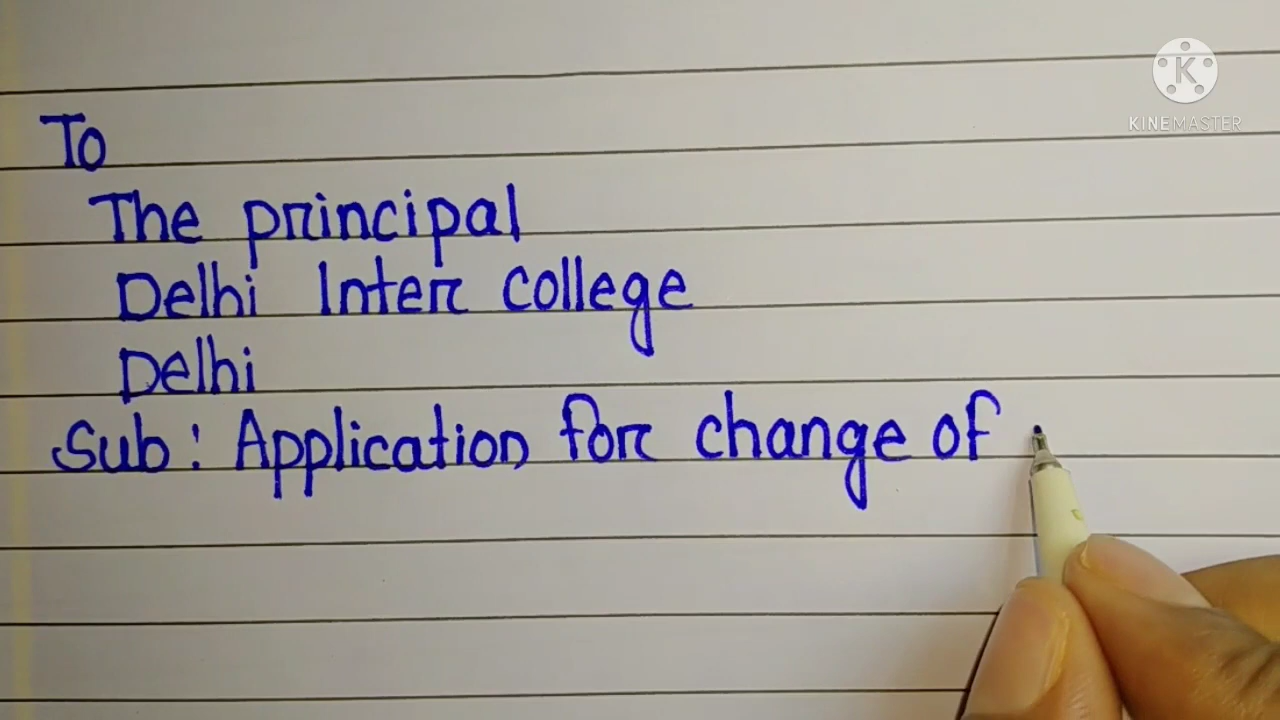 KINEMASTER
To
The principal
Delhi Inter college
Delhi
Sub: Application for change of